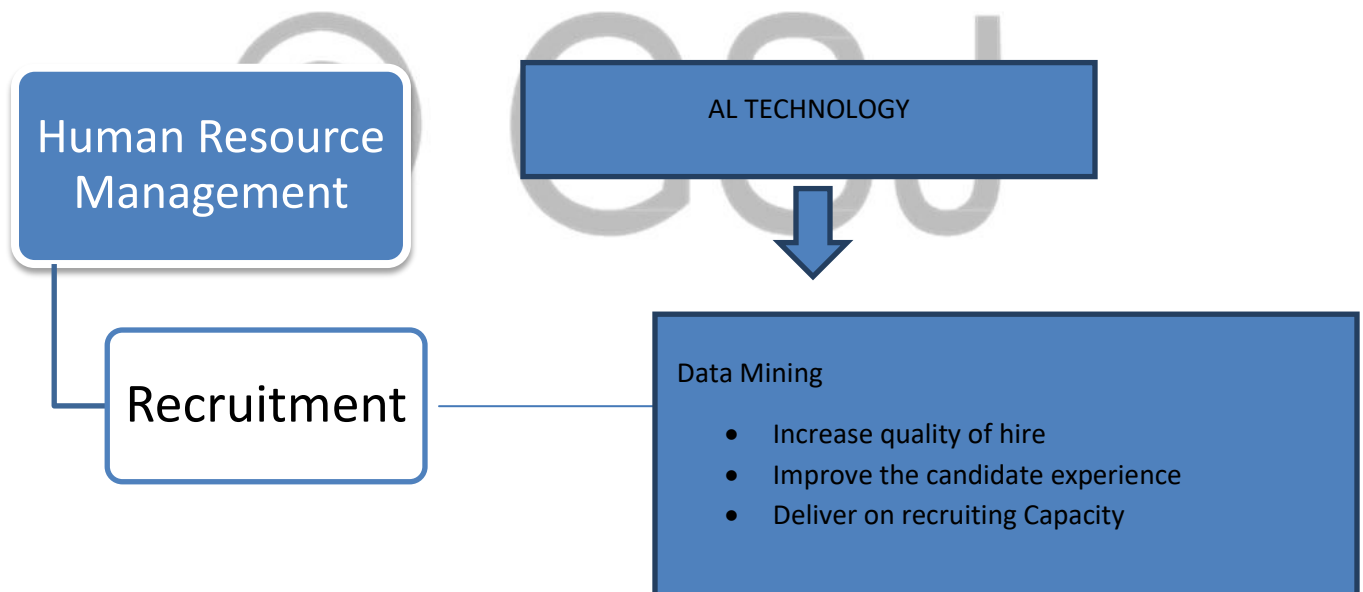 © GSJ
Human Resource
Management
AL TECHNOLOGY
Recruitment
Data Mining
• Increase quality of hire
• Improve the candidate experience
• Deliver on recruiting Capacity